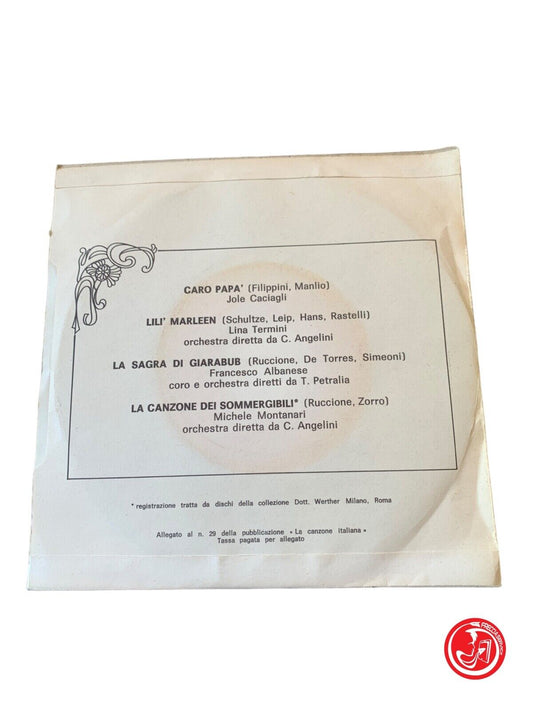 CARO PAPA' (Filippini, Manlio)
Jole Caciagli
LILI' MARLEEN (Schultze, Leip, Hans, Rastelli)
Lina Termini
orchestra diretta da C. Angelini
LA SAGRA DI GIARABUB (Ruccione, De Torres, Simeoni)
Francesco Albanese
coro e orchestra diretti da T. Petralia
LA CANZONE DEI SOMMERGIBILI* (Ruccione, Zorro)
Michele Montanari
orchestra diretta da C. Angelini
* registrazione tratta da dischi della collezione Dott. Werther Milano, Roma
Allegato al n. 29 della pubblicazione « La canzone italiana »
Tassa pagata per allegato